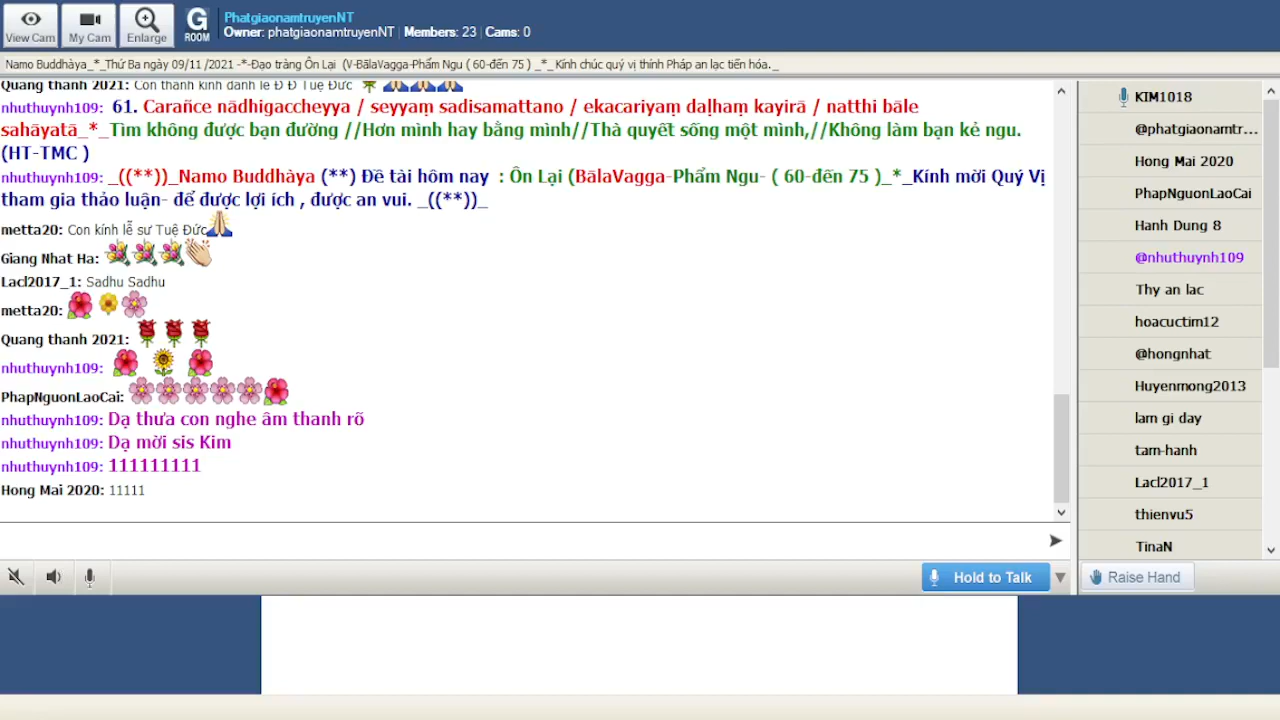 View Cam
My Cam
Enlarge
G
ROOM
PhatgiaonamtruyenNT
Owner: phatgiaonamtruyenNT | Members: 23 | Cams: 0
Namo Buddhàya_*_Thứ Ba ngày 09/11 /2021 -*-Đạo tràng Ôn Lại (V-BālaVagga-Phẩm Ngu ( 60-đến 75 ) _*_Kính chúc quý vị thính Pháp an lạc tiến hóa._
Quang thanh 2021: Con thành kính đảnh lễ Đ Đ Tuệ Đức
nhuthuynh109: 61. Carañce nādhigaccheyya / seyyaṃ sadisamattano / ekacariyaṃ daḷhaṃ kayirā / natthi bāle
sahāyatā_*_Tìm không được bạn đường //Hơn mình hay bằng mình//Thà quyết sống một mình,//Không làm bạn kẻ ngu.
(HT-TMC )
nhuthuynh109: _((**))_Namo Buddhàya (**) Đề tài hôm nay : Ôn Lại (BālaVagga-Phẩm Ngu- ( 60-đến 75 )_*_Kính mời Quý Vị
tham gia thảo luận- để được lợi ích , được an vui. _((**))_
metta20: Con kính lễ sư Tuệ Đức
Giang Nhat Ha:
Lacl2017_1: Sadhu Sadhu
metta20:
Quang thanh 2021:
nhuthuynh109:
PhapNguonLaoCai:
nhuthuynh109: Dạ thưa con nghe âm thanh rõ
nhuthuynh109: Dạ mời sis Kim
nhuthuynh109: 111111111
Hong Mai 2020: 11111
Hold to Talk
KIM1018
@phatgiaonamtr...
Hong Mai 2020
PhapNguonLaoCai
Hanh Dung 8
@nhuthuynh109
Thy an lac
hoacuctim12
@hongnhat
Huyenmong2013
lam gi day
tam-hanh
Lacl2017_1
thienvu5
TinaN
Raise Hand